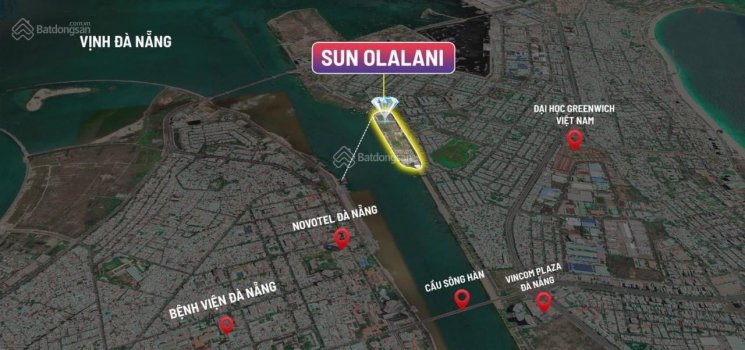 Batdongsan
.com.vn
VỊNH ĐÀ NẴNG
SUN OLALANI
ĐẠI HỌC GREENWICH
VIỆT NAM
Batdongsan
NOVOTEL ĐÀ NẴNG
BỆNH VIỆN ĐÀ NẴNG
CẦU SÔNG HÀN
VINCOM PLAZA
ĐÀ NẴNG